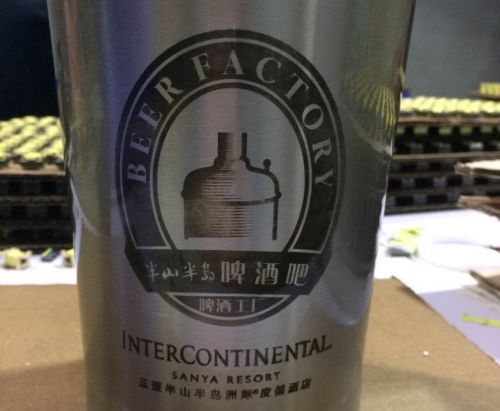 BEER FACTORY
半山半岛 啤酒吧
啤酒工厂
INTERCONTINENTAL
SANYA RESORT
三亚半山半岛洲际®度假酒店